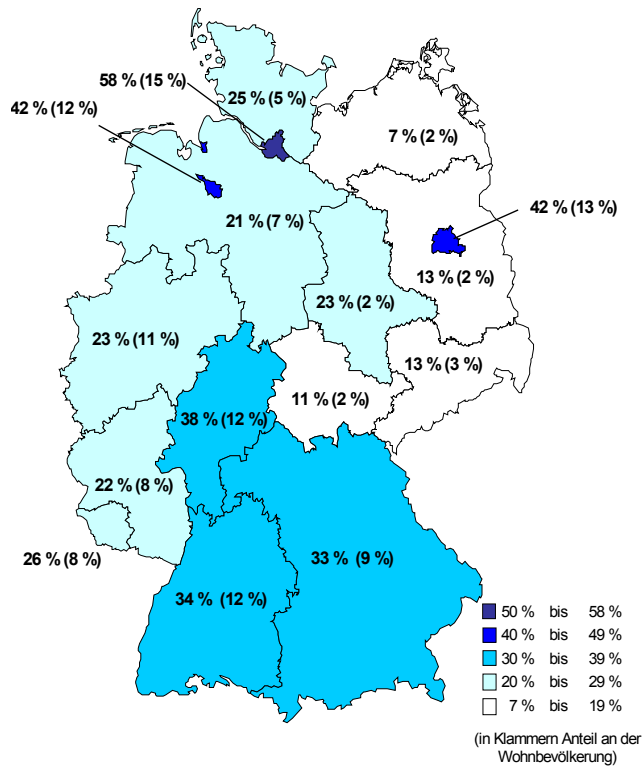 58 % (15 %)
25 % (5 %)
42 % (12 %)
7 % (2 %)
42 % (13 %)
21 % (7 %)
13 % (2 %)
23 % (2 %)
23 % (11 %)
13 % (3 %)
11 % (2 %)
38 % (12 %)
22 % (8 %)
26 % (8 %)
33 % (9 %)
34 % (12 %)
50 % bis 58 %
40 % bis 49 %
30 % bis 39 %
20 % bis 29 %
7 % bis 19 %
(in Klammern Anteil an der
Wohnbevölkerung)